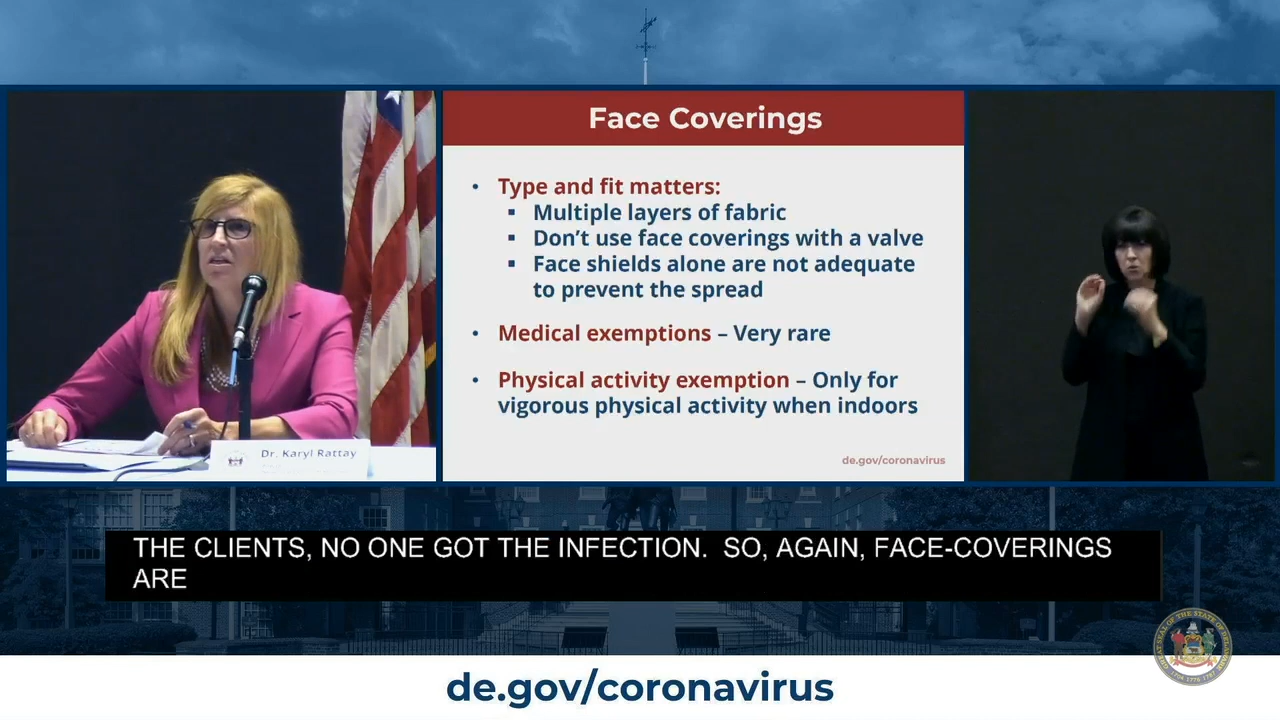 Face Coverings
• Type and fit matters:
▪ Multiple layers of fabric
▪ Don’t use face coverings with a valve
▪ Face shields alone are not adequate
to prevent the spread
• Medical exemptions – Very rare
• Physical activity exemption – Only for
vigorous physical activity when indoors
de.gov/coronavirus
Dr. Karyl Rattay
THE CLIENTS, NO ONE GOT THE INFECTION.  SO, AGAIN, FACE-COVERINGS
ARE
de.gov/coronavirus